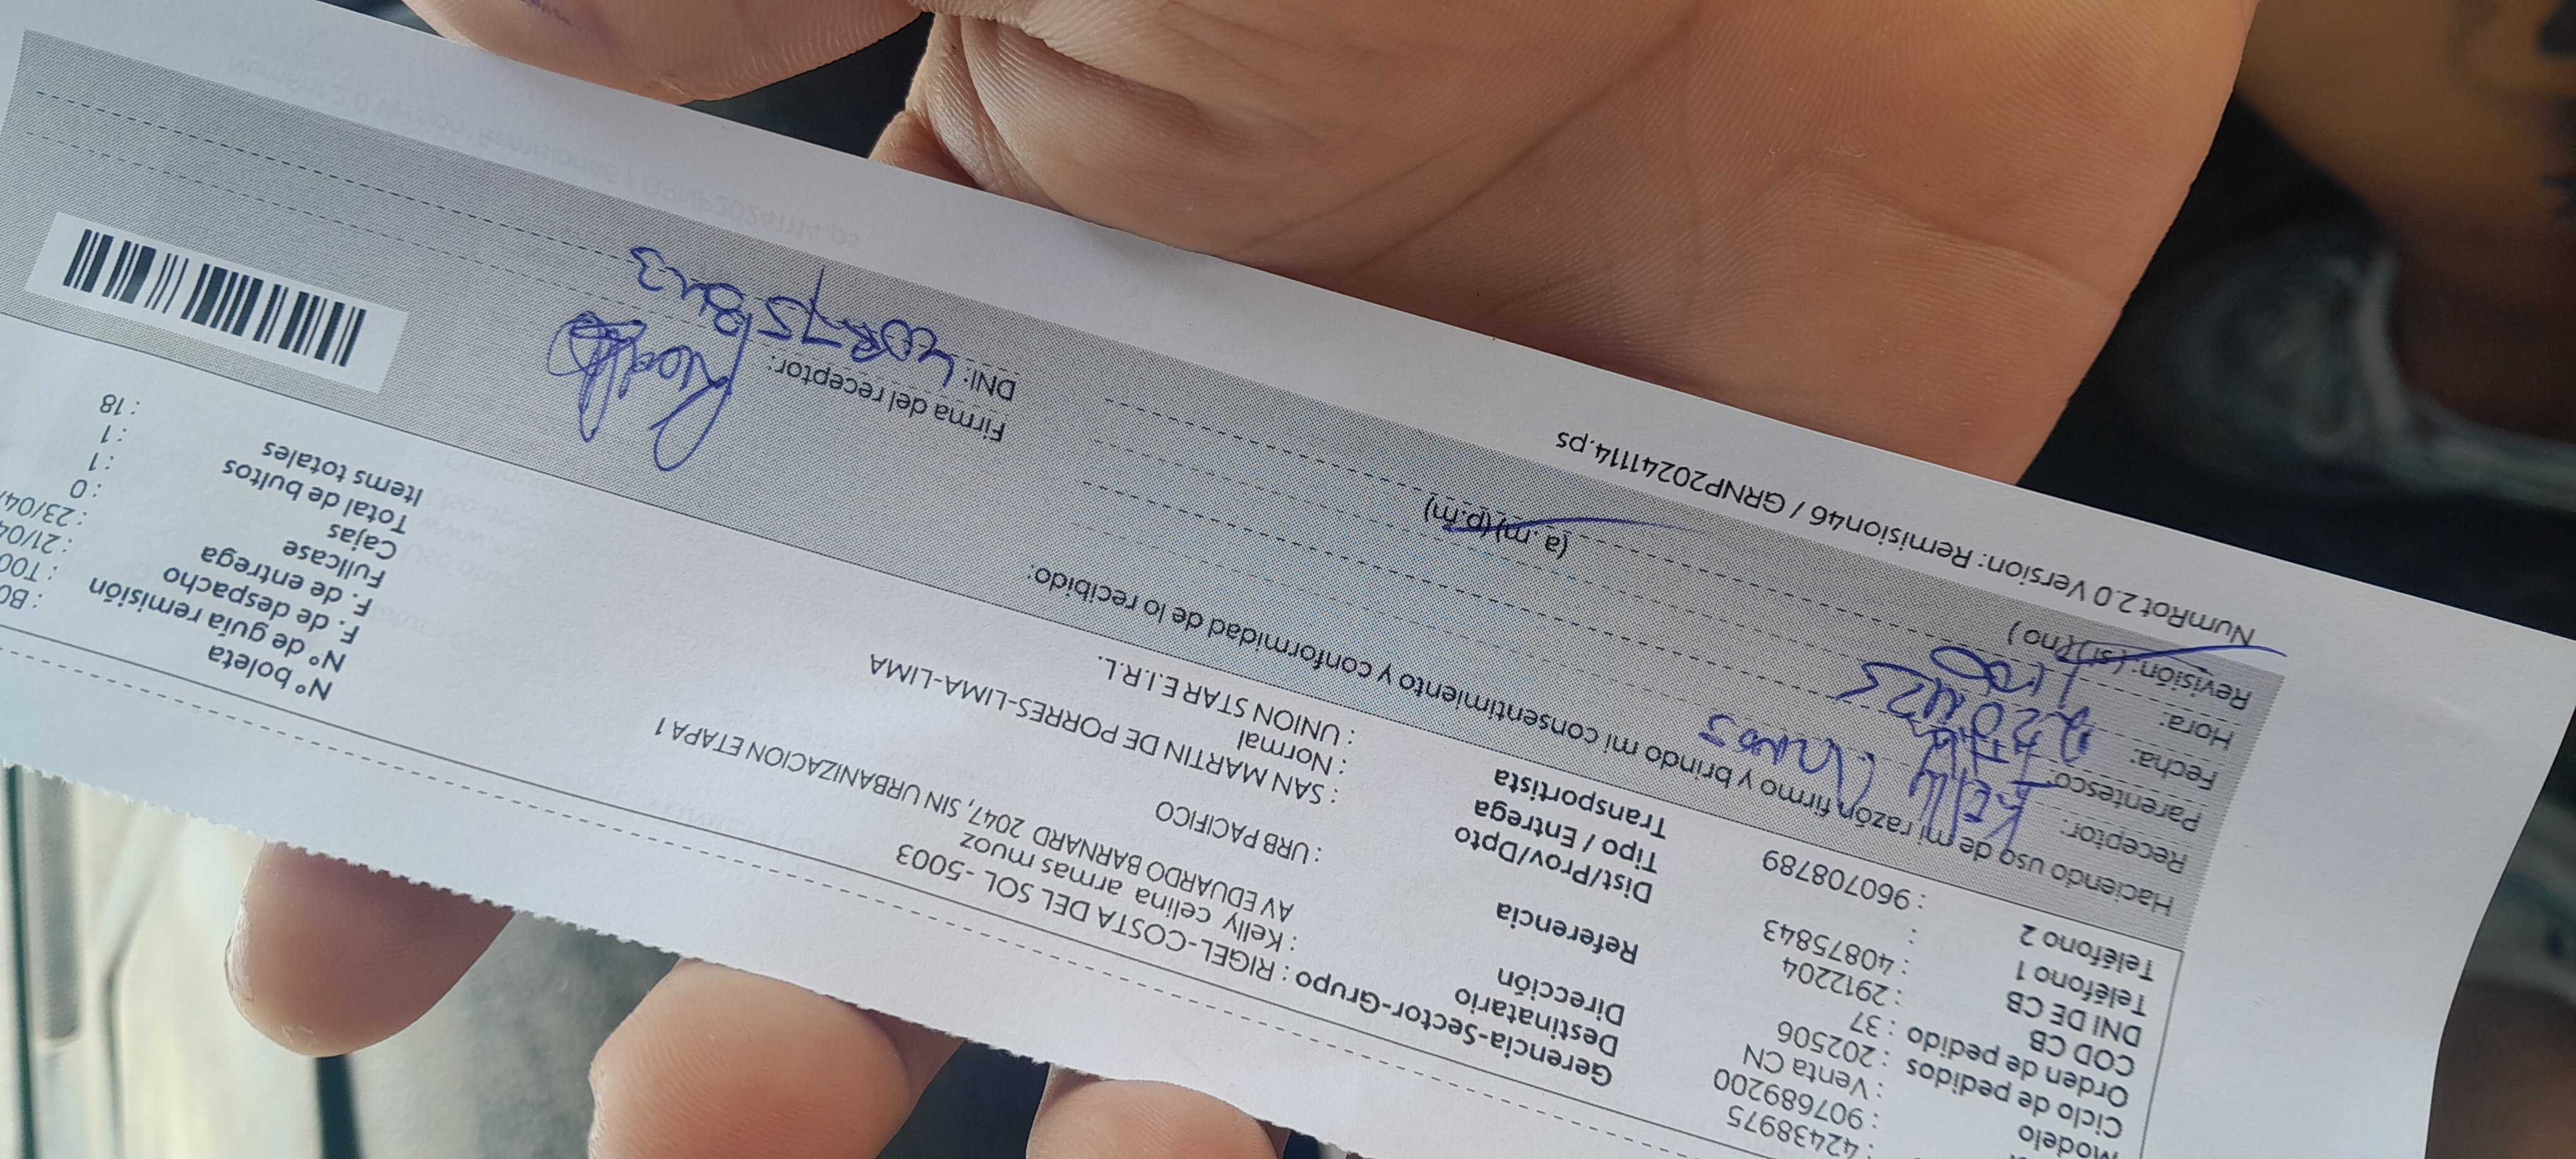 : 42438975
: 907689200
Modelo : Venta CN
Ciclo de pedidos : 202506
Orden de pedido : 37
COD CB : 2912204
DNI DE CB : 40875843
Teléfono 1 :
Teléfono 2 : 960708789
Gerencia-Sector-Grupo : RIGEL-COSTA DEL SOL - 5003
Destinatario : Kelly celina armas muoz
Dirección AV EDUARDO BARNARD 2047, SIN URBANIZACION ETAPA 1
Referencia : URB PACIFICO
Dist/Prov/Dpto : SAN MARTIN DE PORRES-LIMA-LIMA
Tipo / Entrega : Normal
Transportista : UNION STAR E.I.R.L.
Nº boleta : B0
Nº de guía remisión : T00
F. de despacho : 21/04
F. de entrega : 23/04/
Fullcase : 0
Cajas : 1
Total de bultos : 1
Items totales : 18
Haciendo uso de mi razón firmo y brindo mi consentimiento y conformidad de lo recibido:
Receptor: Kelly
Parentesco:
Fecha:
Hora: (a.m)/(p.m)
Revisión: (si)/(no)
Firma del receptor:
DNI: 40875843
NumRot 2.0 Version: Remision46 / GRNP20241114.ps